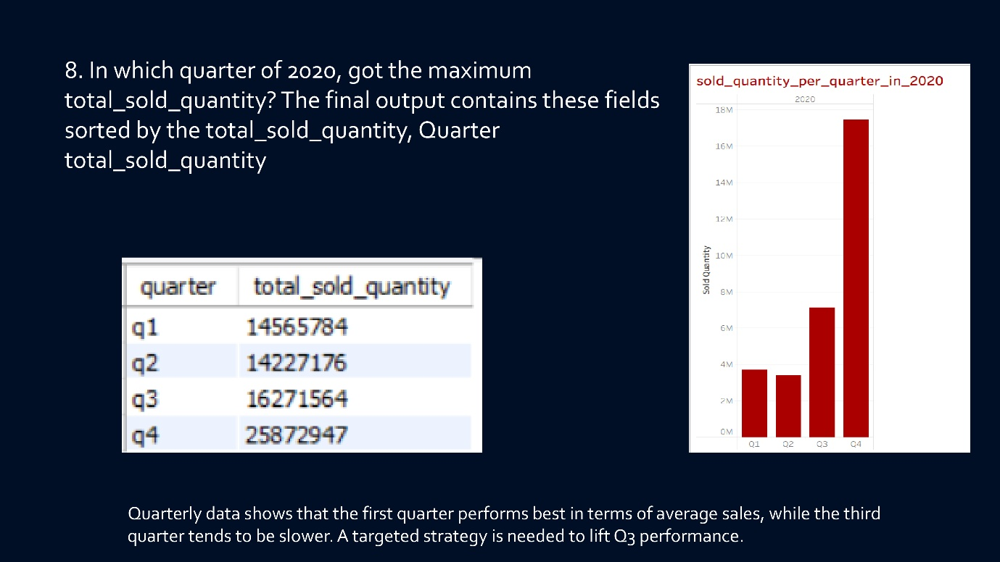 8. In which quarter of 2020, got the maximum
total_sold_quantity? The final output contains these fields
sorted by the total_sold_quantity, Quarter
total_sold_quantity
sold_quantity_per_quarter_in_2020
2020
18M
16M
14M
12M
10M
8M
6M
4M
2M
0M
Sold Quantity
Q1 Q2 Q3 Q4
quarter total_sold_quantity
q1 14565784
q2 14227176
q3 16271564
q4 25872947
Quarterly data shows that the first quarter performs best in terms of average sales, while the third
quarter tends to be slower. A targeted strategy is needed to lift Q3 performance.